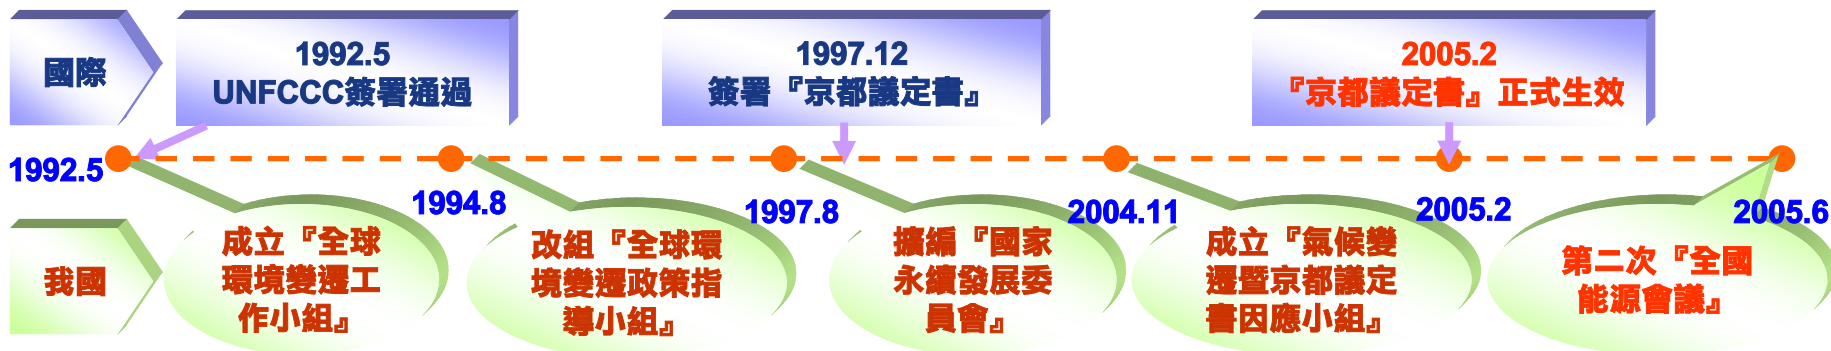 國際
1992.5
UNFCCC簽署通過
1997.12
簽署『京都議定書』
2005.2
『京都議定書』正式生效
1992.5
1994.8
1997.8
2004.11
2005.2
2005.6
我國
成立『全球
環境變遷工
作小組』
改組『全球環
境變遷政策指
導小組』
擴編『國家
永續發展委
員會』
成立『氣候變
遷暨京都議定
書因應小組』
第二次『全國
能源會議』